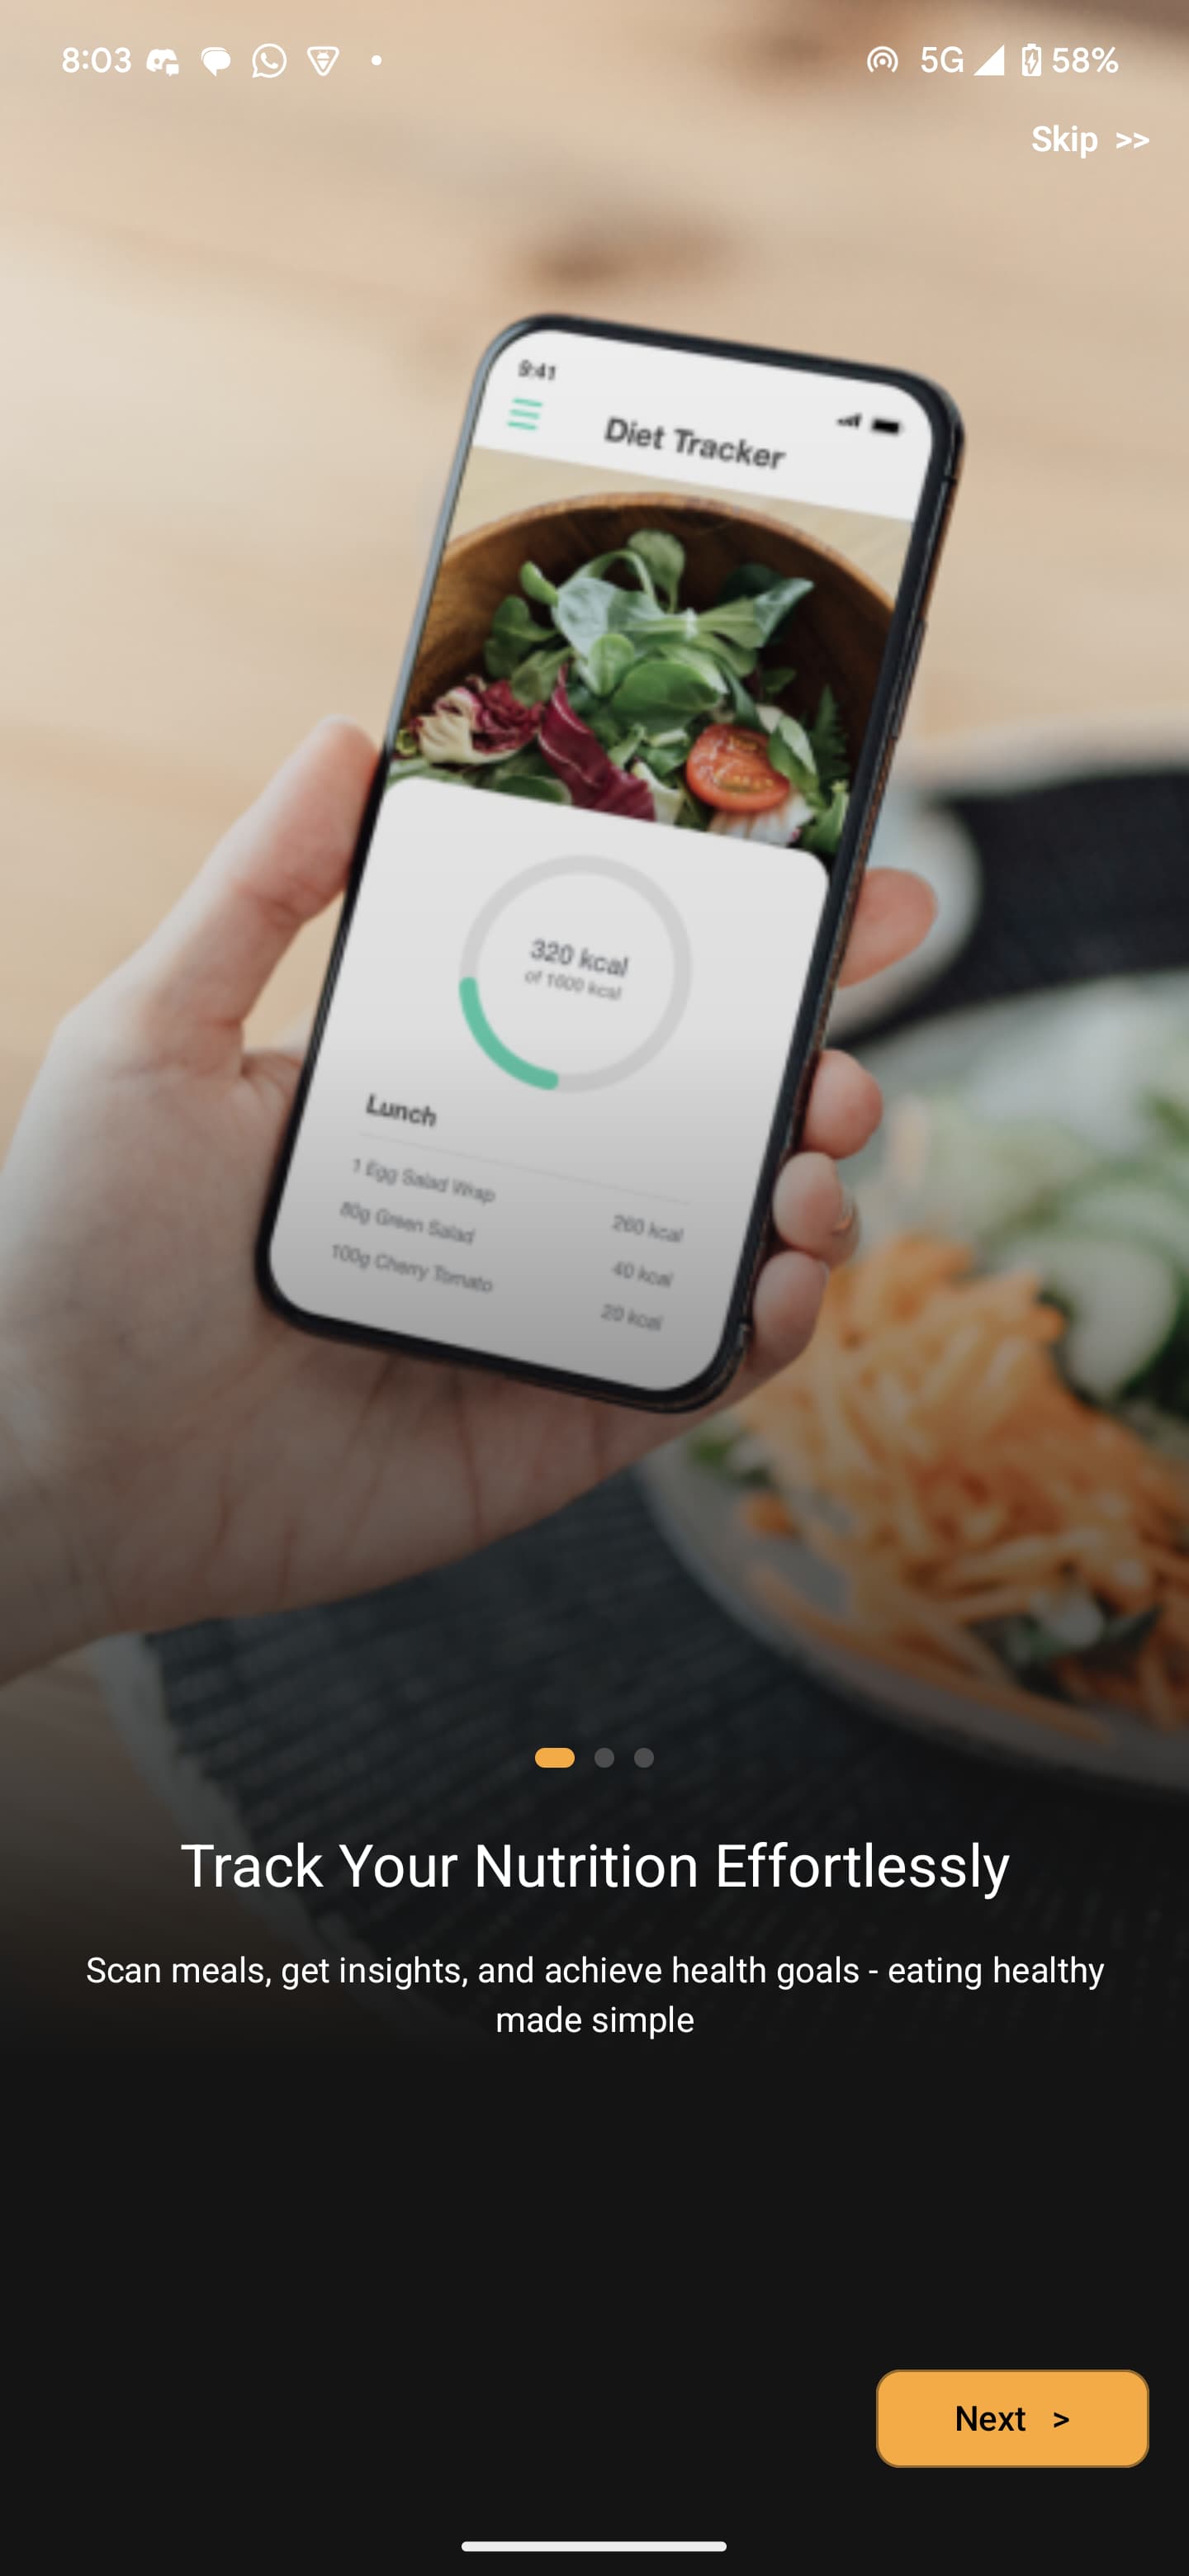 8:03
5G 58%
Skip >>
9:41
Diet Tracker
320 kcal
of 1600 kcal
Lunch
1 Egg Salad Wrap 260 kcal
80g Green Salad 40 kcal
100g Cherry Tomato 20 kcal
Track Your Nutrition Effortlessly
Scan meals, get insights, and achieve health goals - eating healthy
made simple
Next >